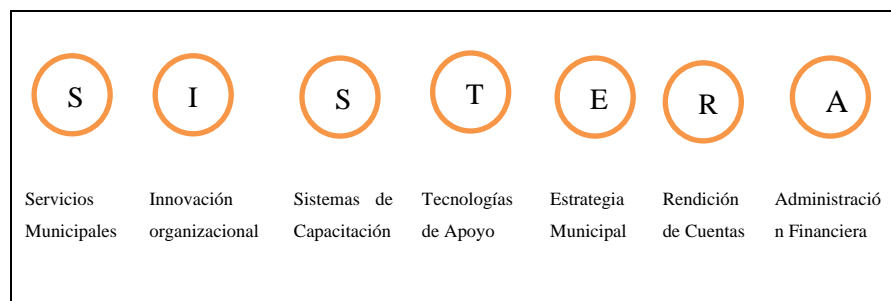 S I S T E R A
Servicios Innovación Sistemas de Tecnologías Estrategia Rendición Administració
Municipales organizacional Capacitación de Apoyo Municipal de Cuentas n Financiera